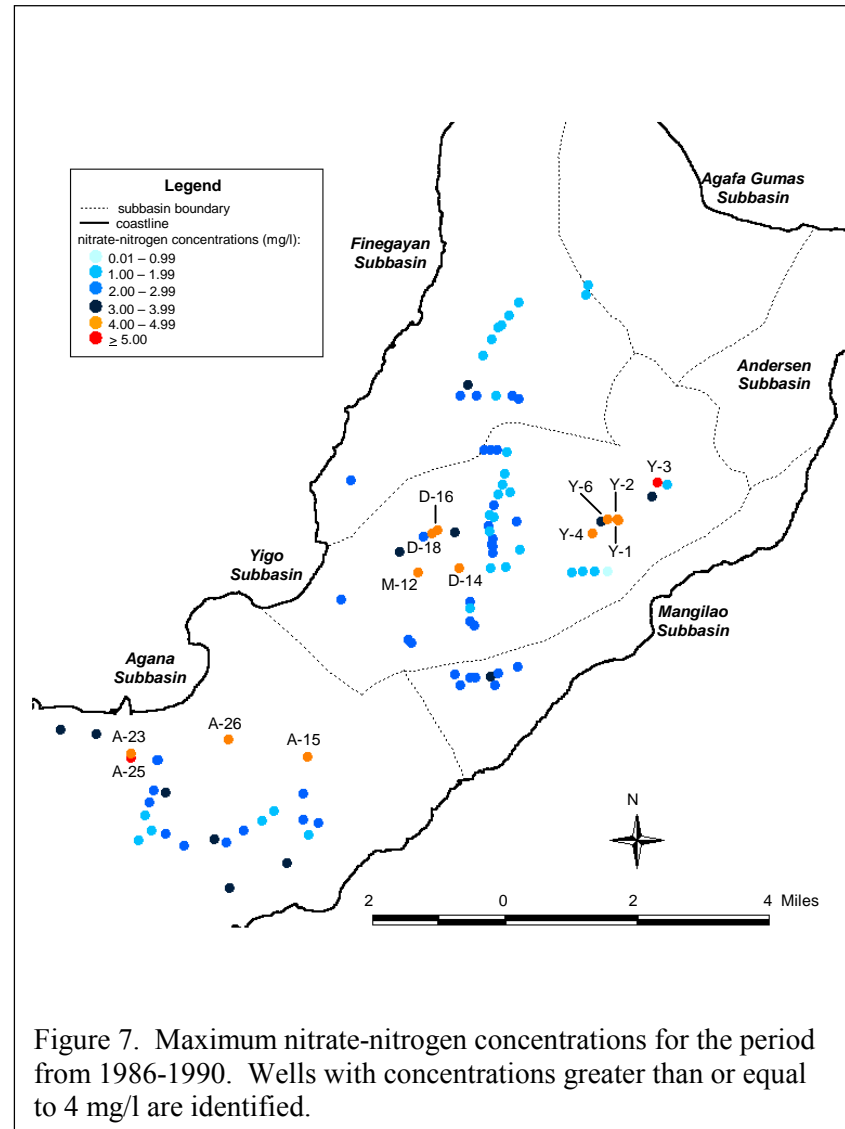 Agafa Gumas
Subbasin
Legend
subbasin boundary
coastline
nitrate-nitrogen concentrations (mg/l):
0.01 – 0.99
1.00 – 1.99
2.00 – 2.99
3.00 – 3.99
4.00 – 4.99
≥ 5.00
Finegayan
Subbasin
Andersen
Subbasin
Y-3
Y-6
Y-2
D-16
Y-4
Y-1
D-18
Yigo
Subbasin
M-12
D-14
Mangilao
Subbasin
Agana
Subbasin
A-23
A-26
A-15
A-25
N
2 0 2 4 Miles
Figure 7. Maximum nitrate-nitrogen concentrations for the period
from 1986-1990. Wells with concentrations greater than or equal
to 4 mg/l are identified.